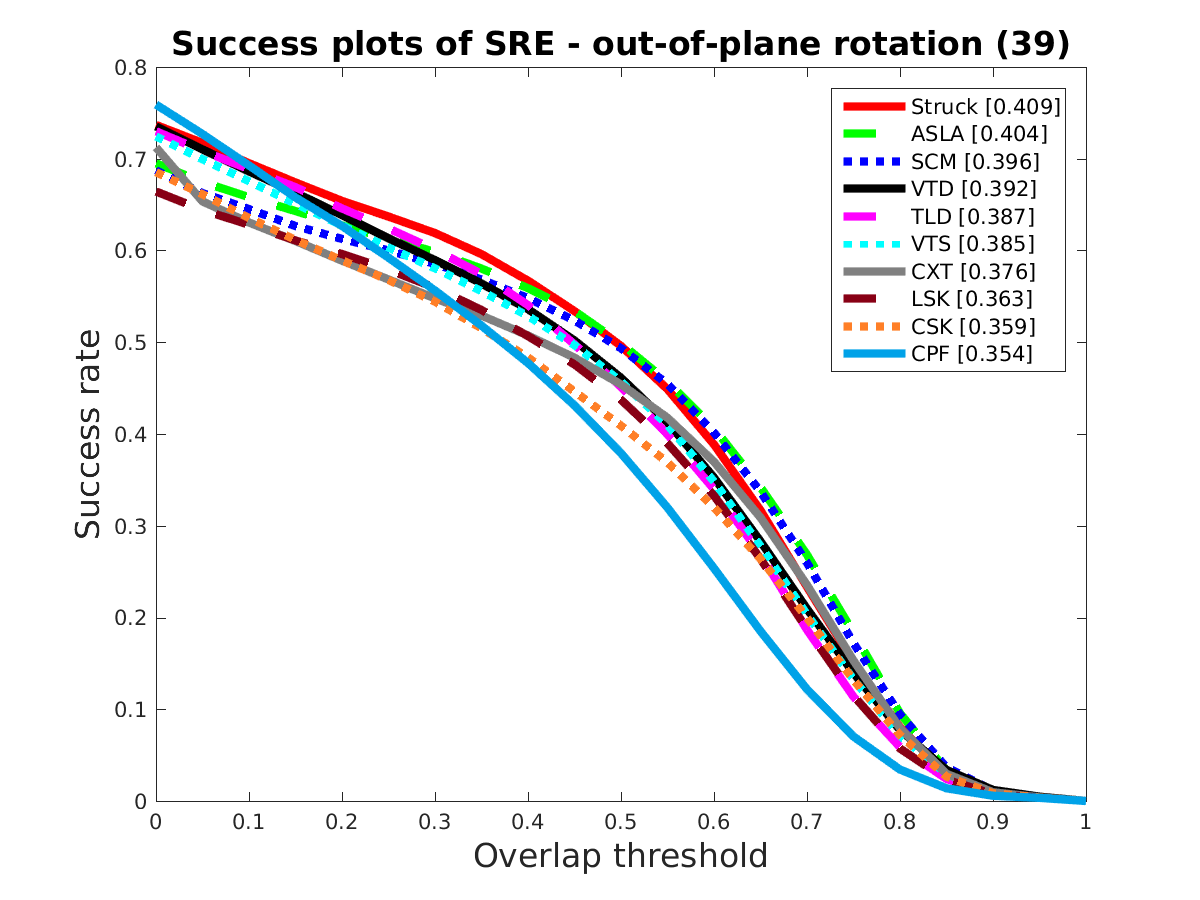 Success plots of SRE - out-of-plane rotation (39)
Success rate
0.8
0.7
0.6
0.5
0.4
0.3
0.2
0.1
0
Struck [0.409]
ASLA [0.404]
SCM [0.396]
VTD [0.392]
TLD [0.387]
VTS [0.385]
CXT [0.376]
LSK [0.363]
CSK [0.359]
CPF [0.354]
0 0.1 0.2 0.3 0.4 0.5 0.6 0.7 0.8 0.9 1
Overlap threshold